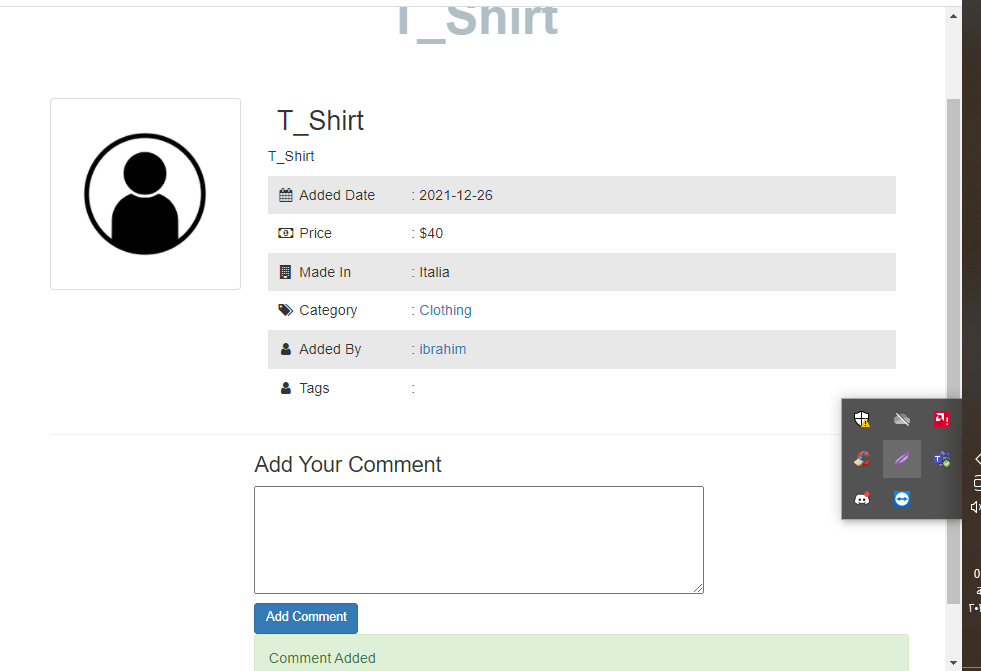 T_Shirt
T_Shirt
T_Shirt
Added Date : 2021-12-26
Price : $40
Made In : Italia
Category : Clothing
Added By : ibrahim
Tags :
Add Your Comment
Add Comment
Comment Added